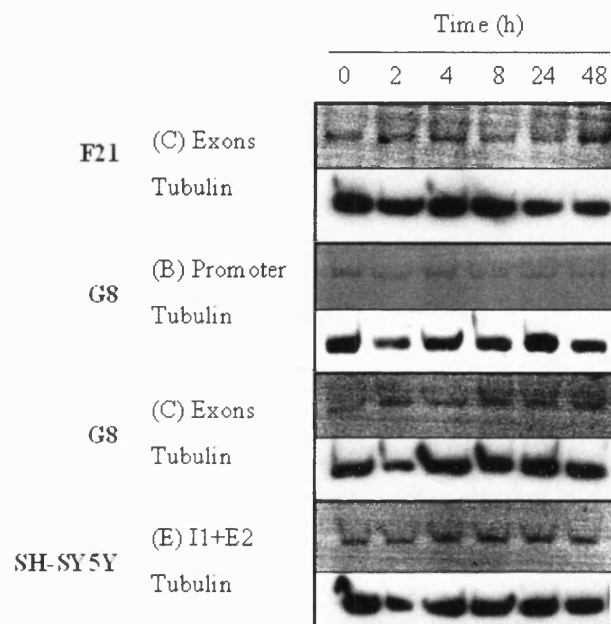 Time (h)
0 2 4 8 24 48
F21 (C) Exons
Tubulin
G8 (B) Promoter
Tubulin
G8 (C) Exons
Tubulin
SH-SY5Y (E) I1+E2
Tubulin